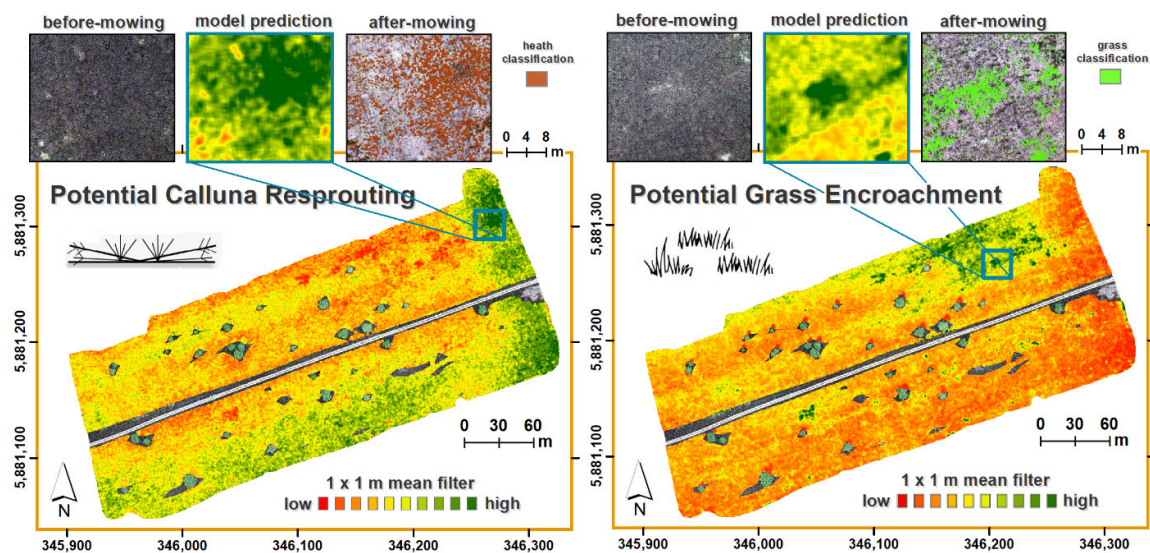 before-mowing
model prediction
after-mowing
heath
classification
0 4 8
m
Potential Calluna Resprouting
5,881,300
5,881,200
5,881,100
0 30 60
m
1 x 1 m mean filter
low
high
N
345,900
346,000
346,100
346,200
346,300
before-mowing
model prediction
after-mowing
grass
classification
0 4 8
m
Potential Grass Encroachment
5,881,300
5,881,200
5,881,100
0 30 60
m
1 x 1 m mean filter
low
high
N
345,900
346,000
346,100
346,200
346,300